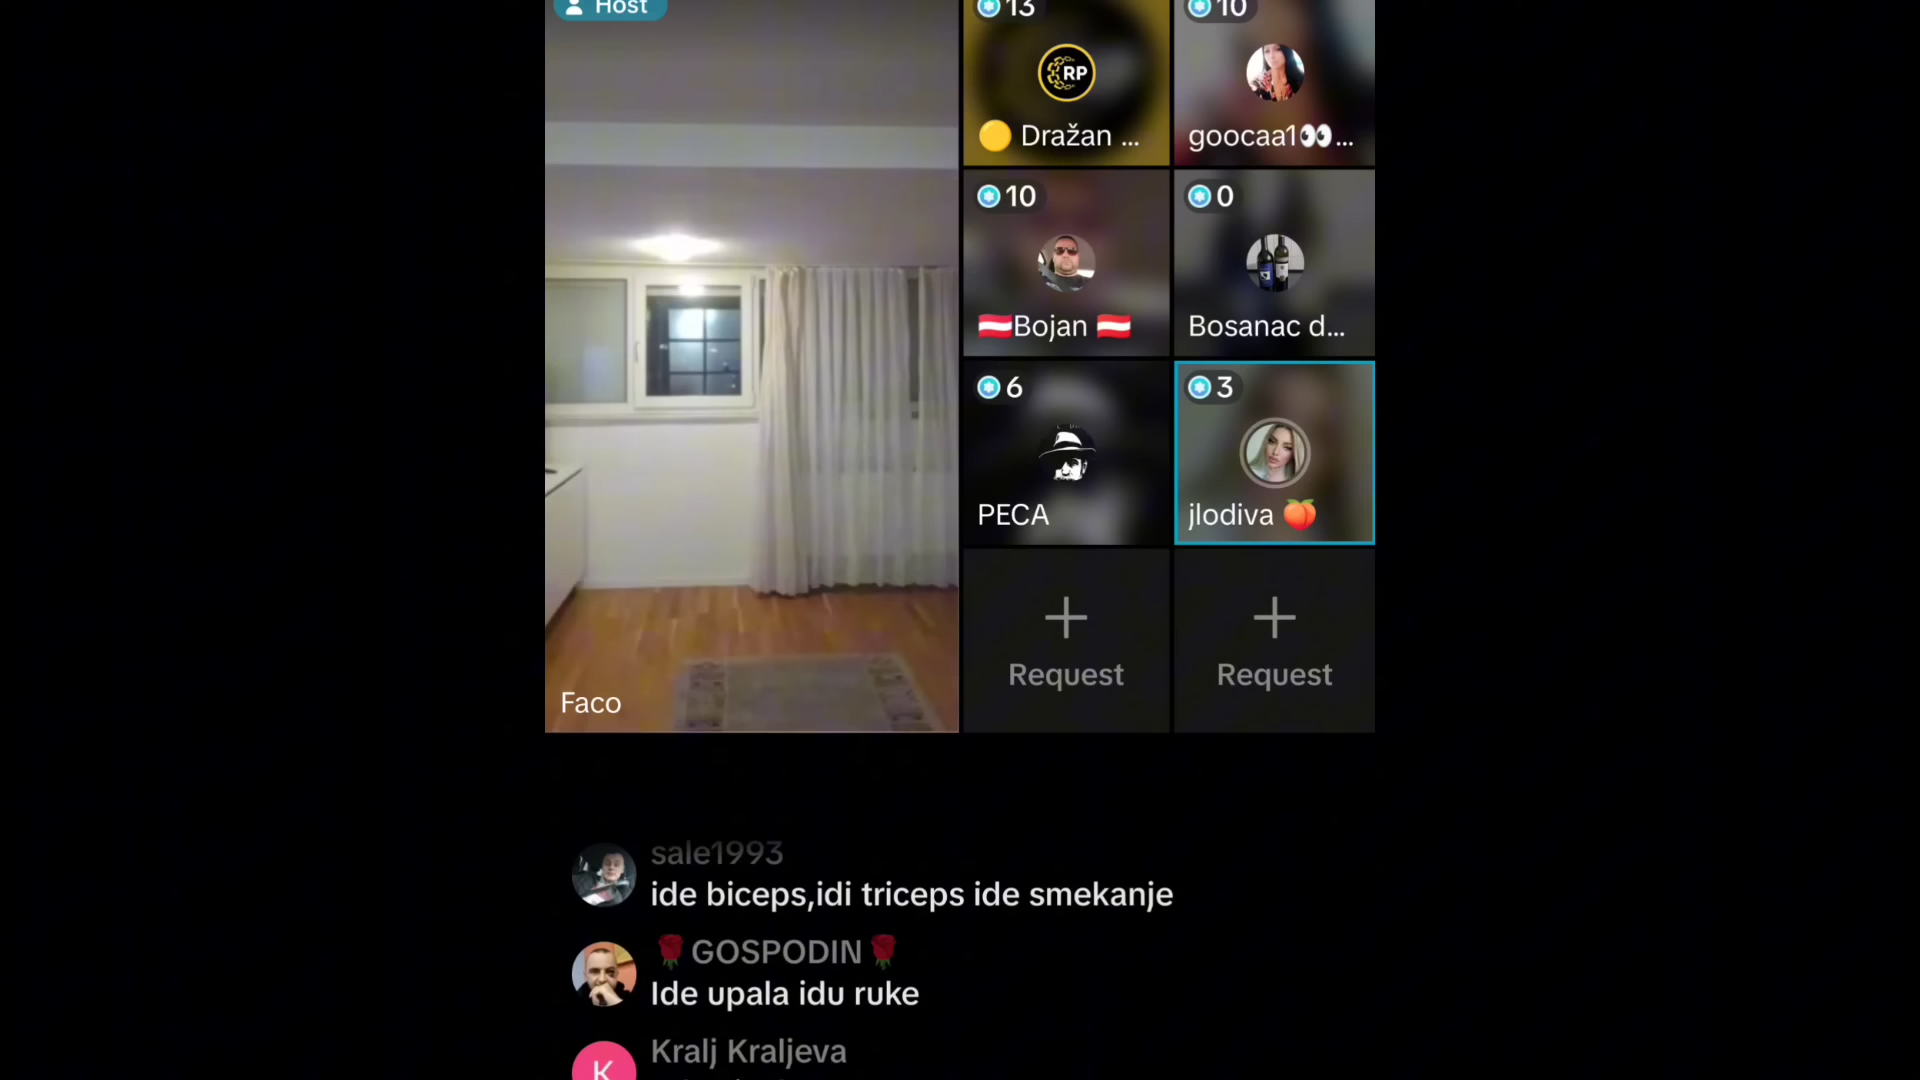 Host
13
10
RP
🟡 Dražan ...
goocaa1👀...
10
0
🇦🇹Bojan 🇦🇹
Bosanac d...
6
3
PECA
jlodiva 🍑
Request
Request
Faco
sale1993
ide biceps,idi triceps ide smekanje
🌹GOSPODIN🌹
Ide upala idu ruke
Kralj Kraljeva
K